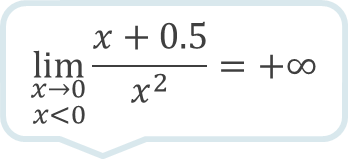 lim x→0 x<0 (x + 0.5)/x² = +∞